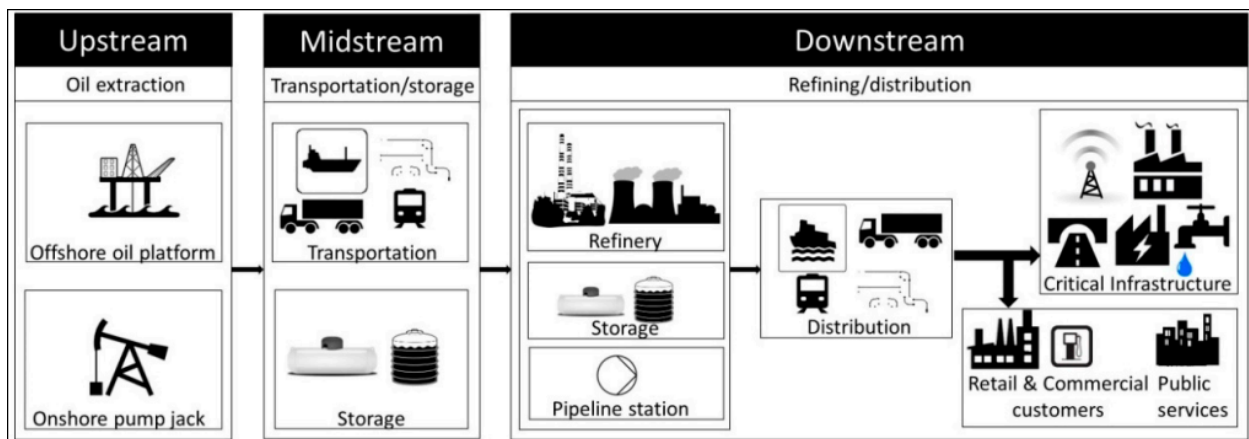 Upstream
Oil extraction
Offshore oil platform
Onshore pump jack
Midstream
Transportation/storage
Transportation
Storage
Downstream
Refining/distribution
Refinery
Storage
Pipeline station
Distribution
Critical Infrastructure
Retail & Commercial
customers
Public
services